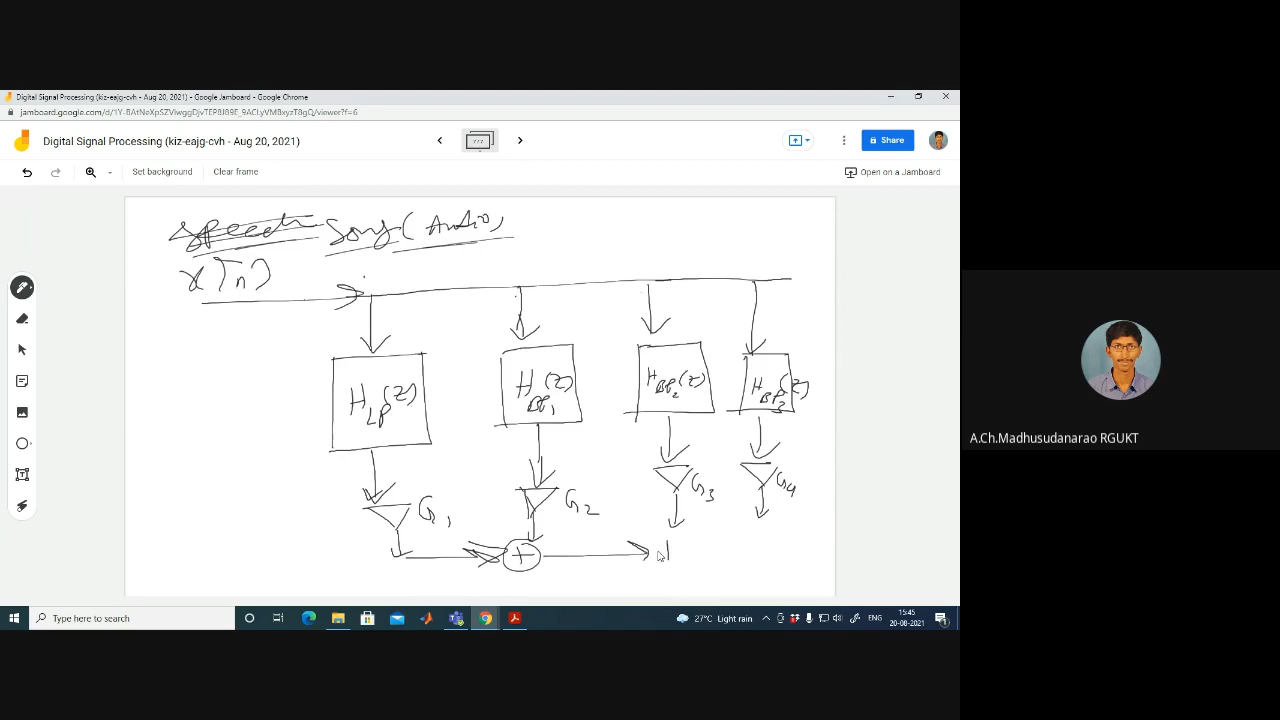 Digital Signal Processing (kiz-eajg-cvh - Aug 20, 2021) - Google Jamboard - Google Chrome
Digital Signal Processing (kiz-eajg-cvh - Aug 20, 2021)
Share
Set background
Clear frame
Open on a Jamboard
speech Song (Audio)
x[n]
H_LP(z) H_BP1(z) H_BP2(z) H_BP3(z)
G1 G2 G3 G4
+
A.Ch.Madhusudanarao RGUKT
Type here to search
27°C Light rain
ENG
15:45
20-08-2021